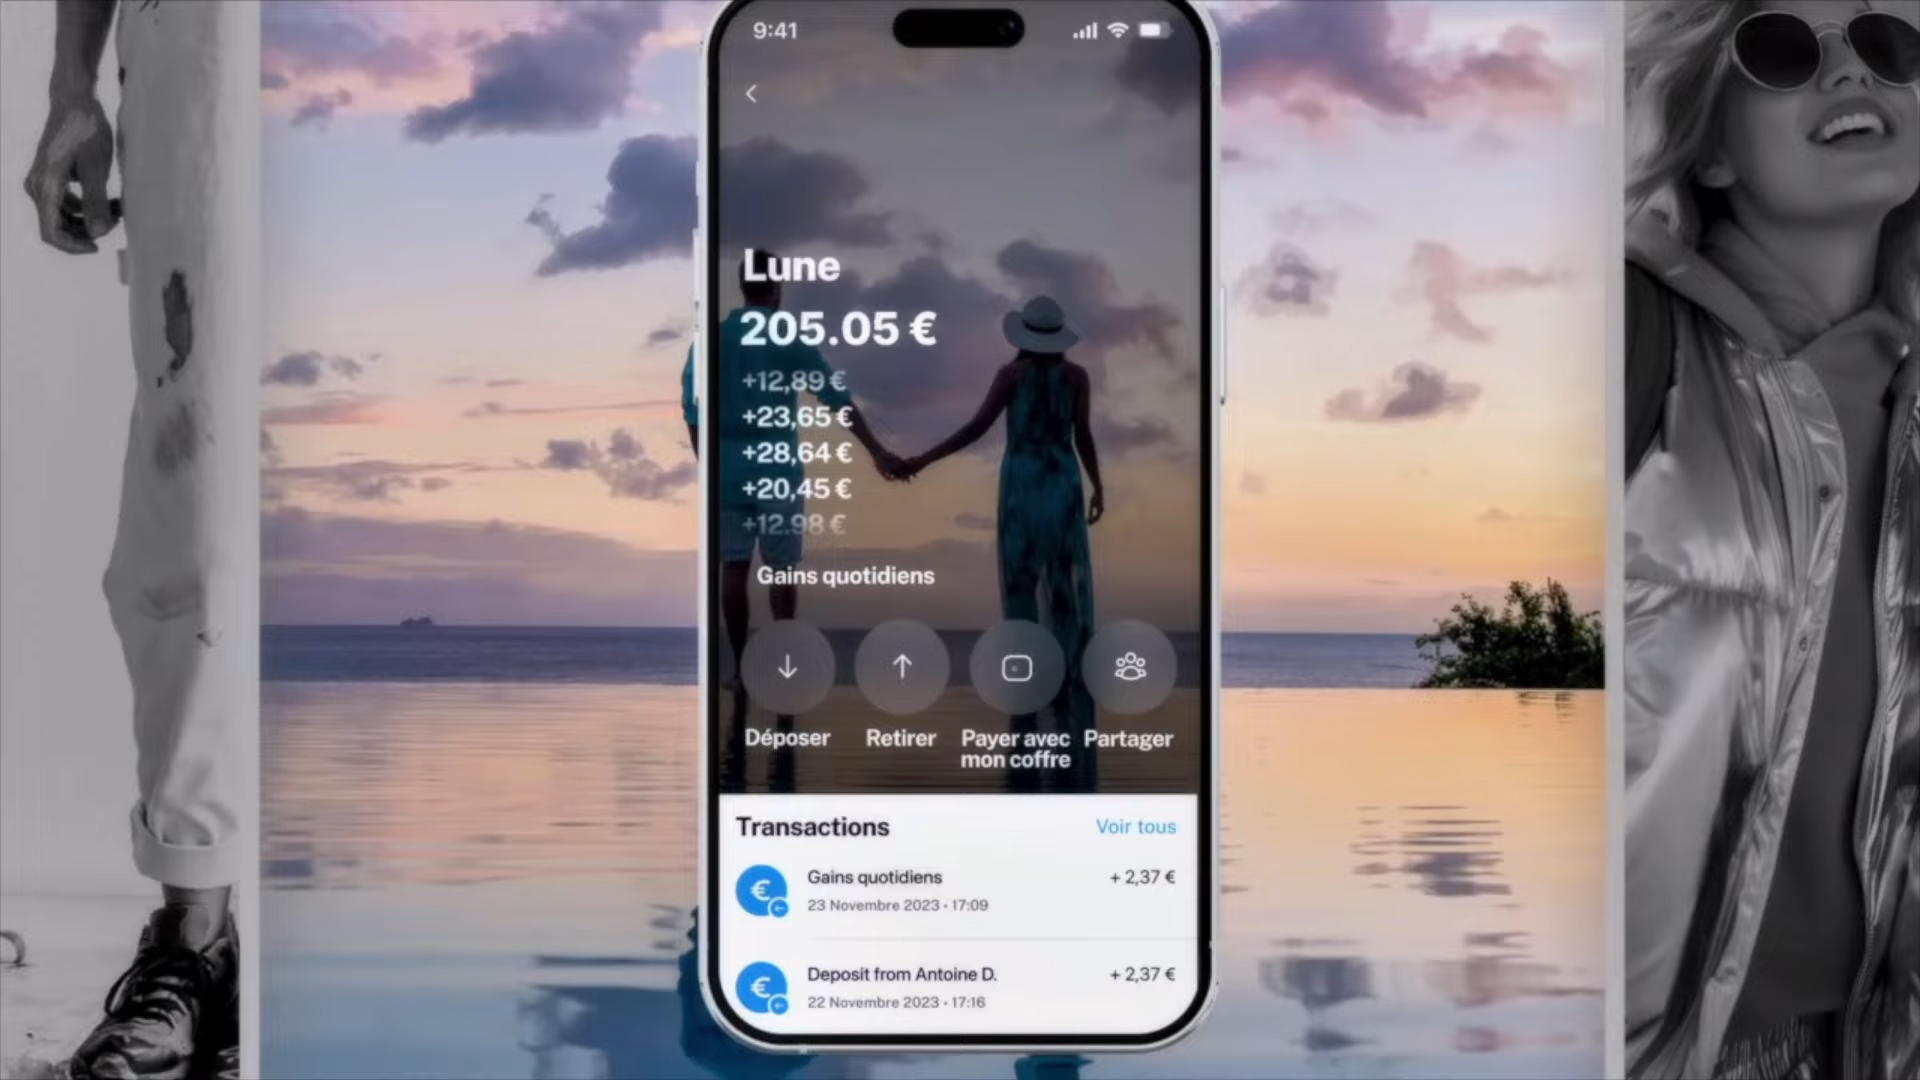 9:41
Lune
205.05 €
+12,89 €
+23,65 €
+28,64 €
+20,45 €
+12.98 €
Gains quotidiens
Déposer
Retirer
Payer avec
mon coffre
Partager
Transactions
Voir tous
Gains quotidiens
+ 2,37 €
23 Novembre 2023 • 17:09
Deposit from Antoine D.
+ 2,37 €
22 Novembre 2023 • 17:16